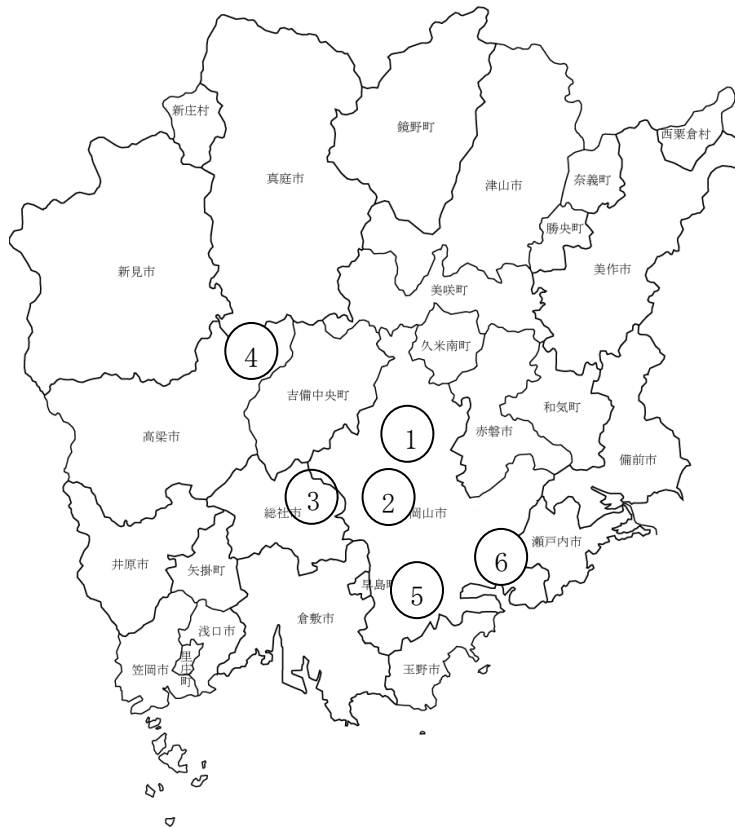 新庄村
鏡野町
西粟倉村
真庭市
津山市
奈義町
勝央町
新見市
美作市
美咲町
久米南町
4
吉備中央町
和気町
高梁市
1
赤磐市
備前市
3
2
総社市
岡山市
瀬戸内市
6
井原市
矢掛町
早島町
5
倉敷市
浅口市
里庄町
笠岡市
玉野市